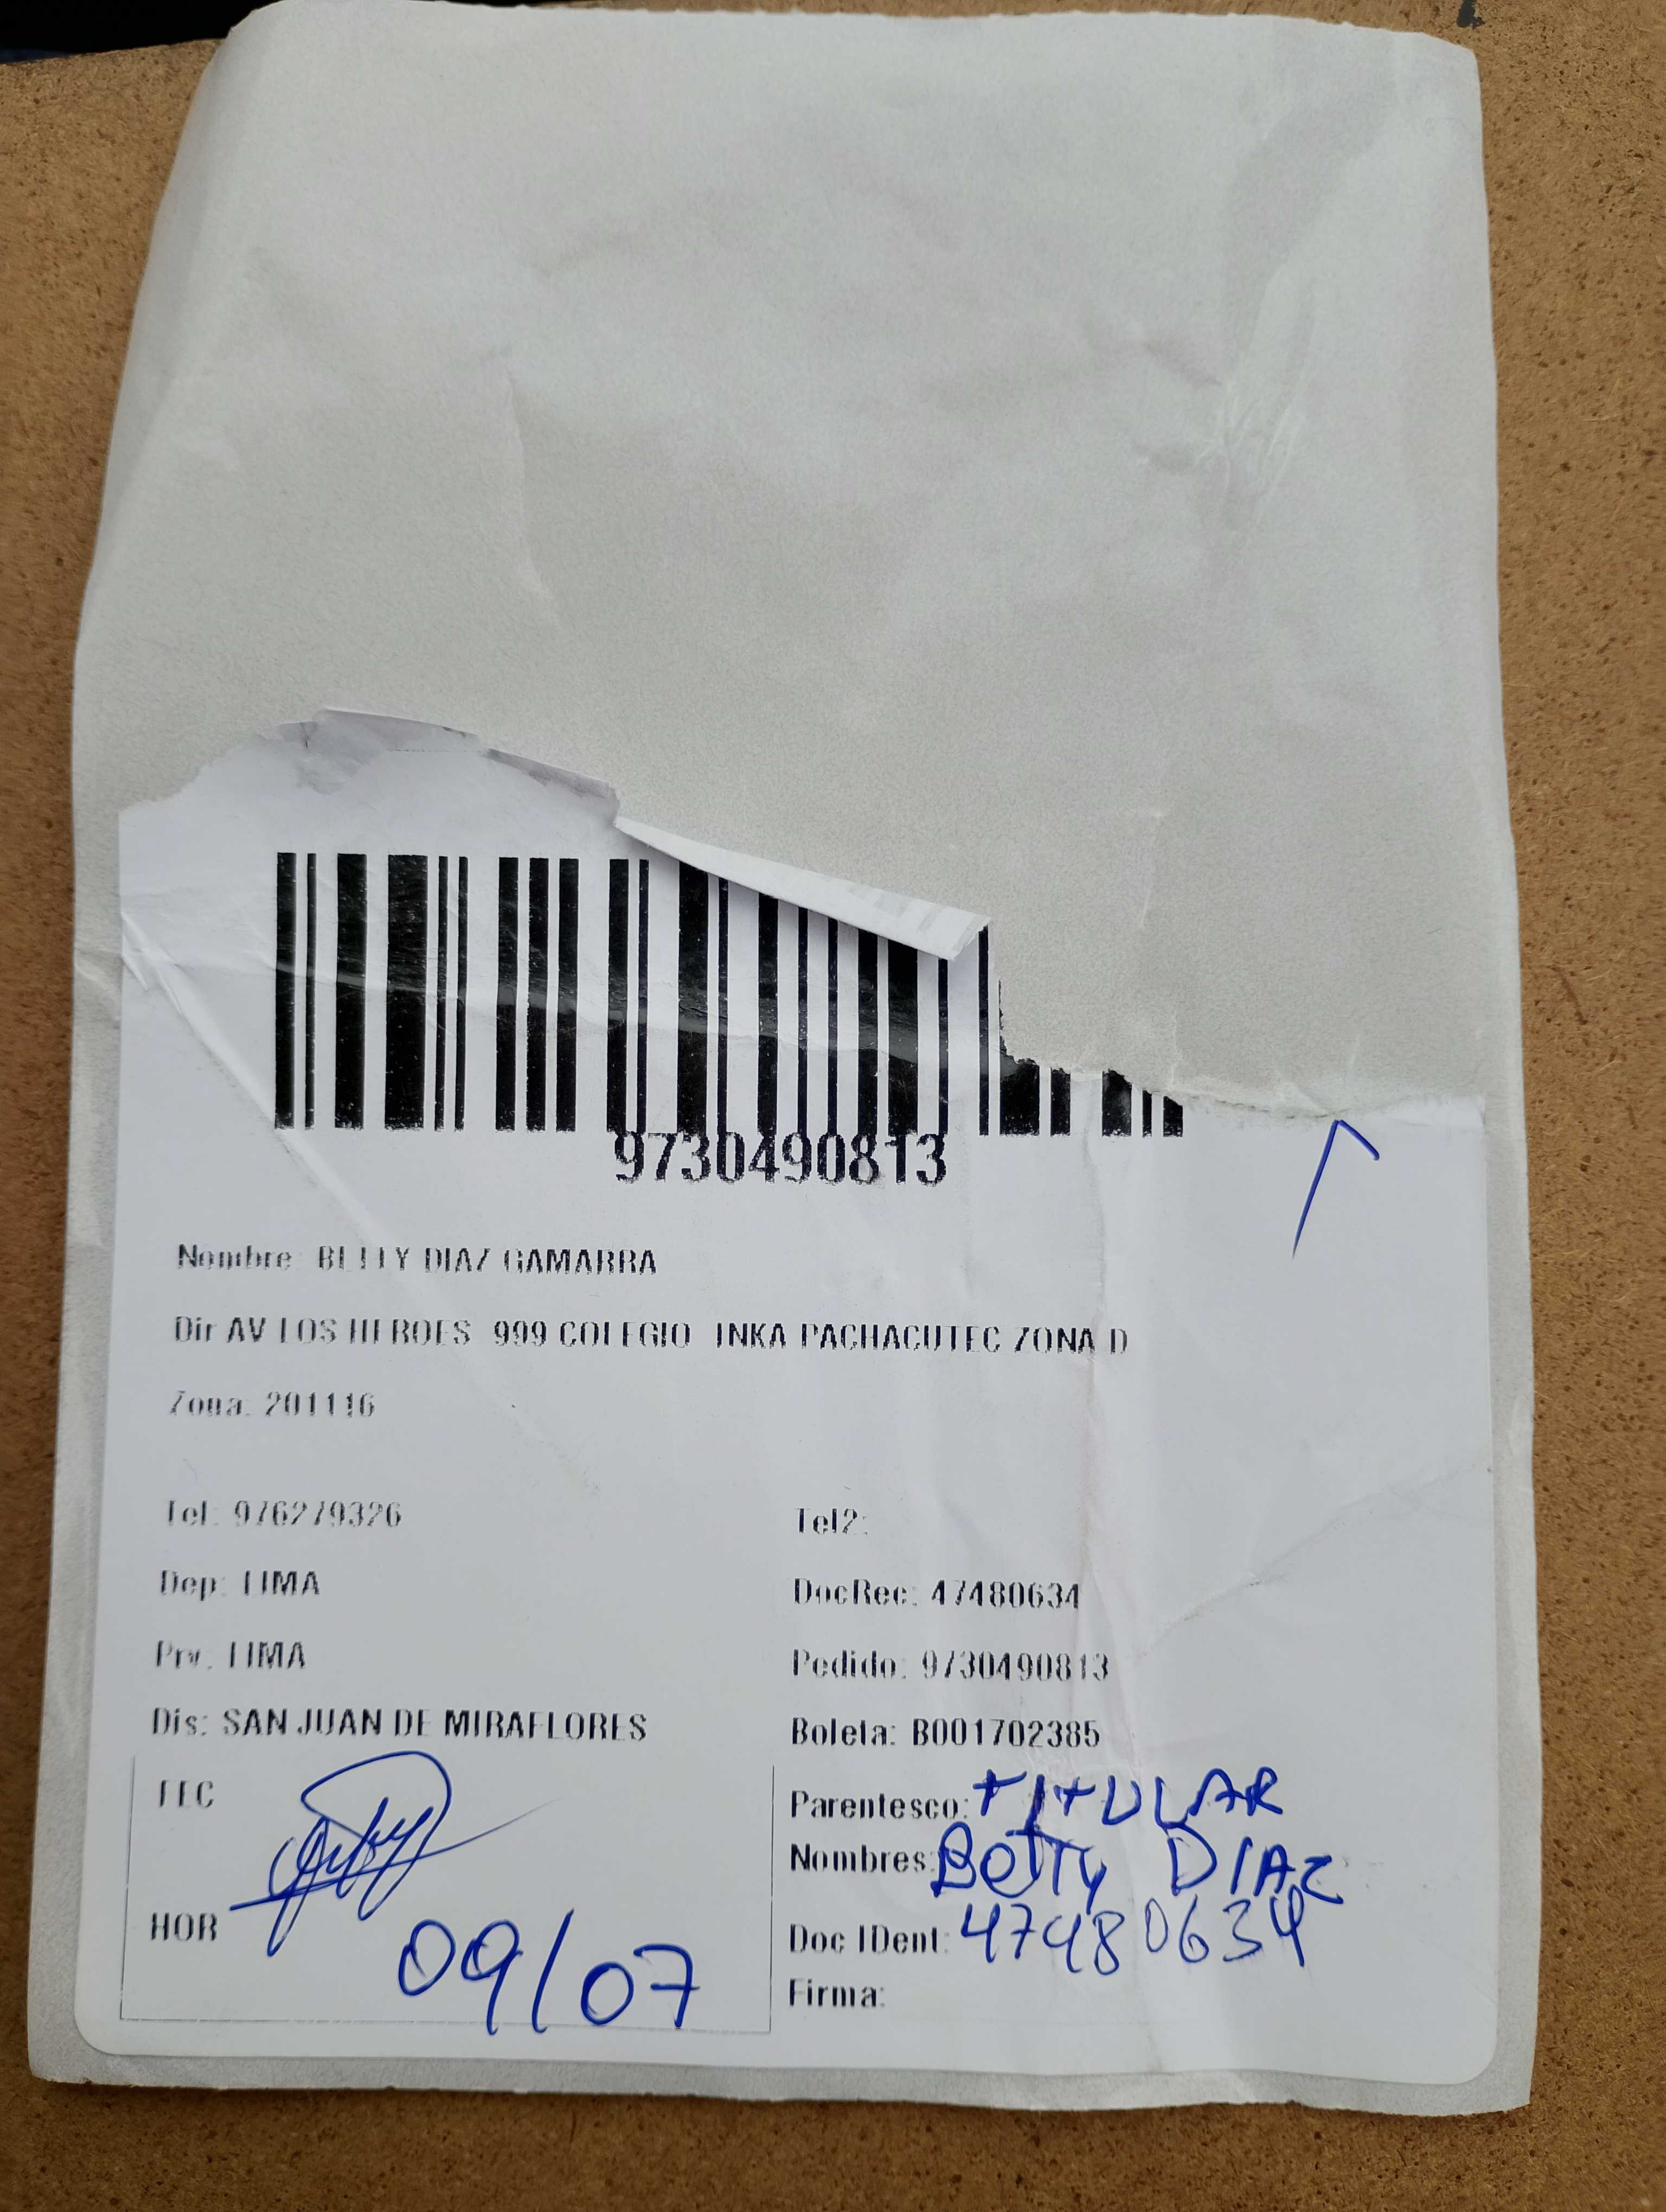 9730490813
Nombre: BETTY DIAZ GAMARRA
Dir AV LOS HEROES 999 COLEGIO INKA PACHACUTEC ZONA D
Zona: 201116
Tel: 976279326
Tel2:
Dep: LIMA
DocRec: 47480634
Prv: LIMA
Pedido: 9730490813
Dis: SAN JUAN DE MIRAFLORES
Boleta: B001702385
FEC
Parentesco: TITULAR
Nombres: Betty DIAZ
HOR
09/07
Doc IDent: 47480634
Firma: